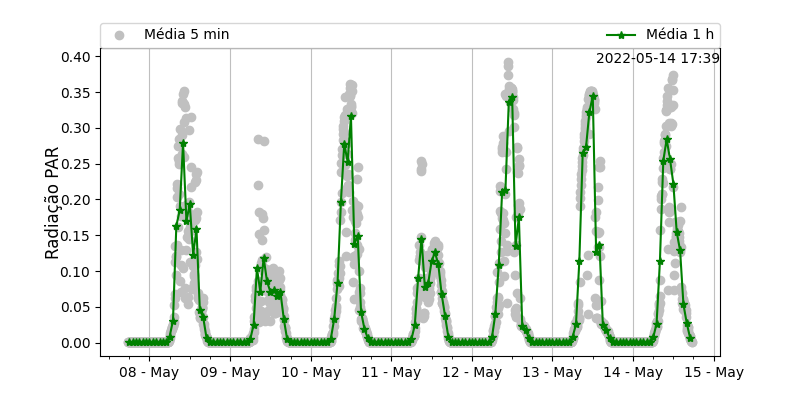 Média 5 min
Média 1 h
2022-05-14 17:39
Radiação PAR
0.40
0.35
0.30
0.25
0.20
0.15
0.10
0.05
0.00
08 - May
09 - May
10 - May
11 - May
12 - May
13 - May
14 - May
15 - May